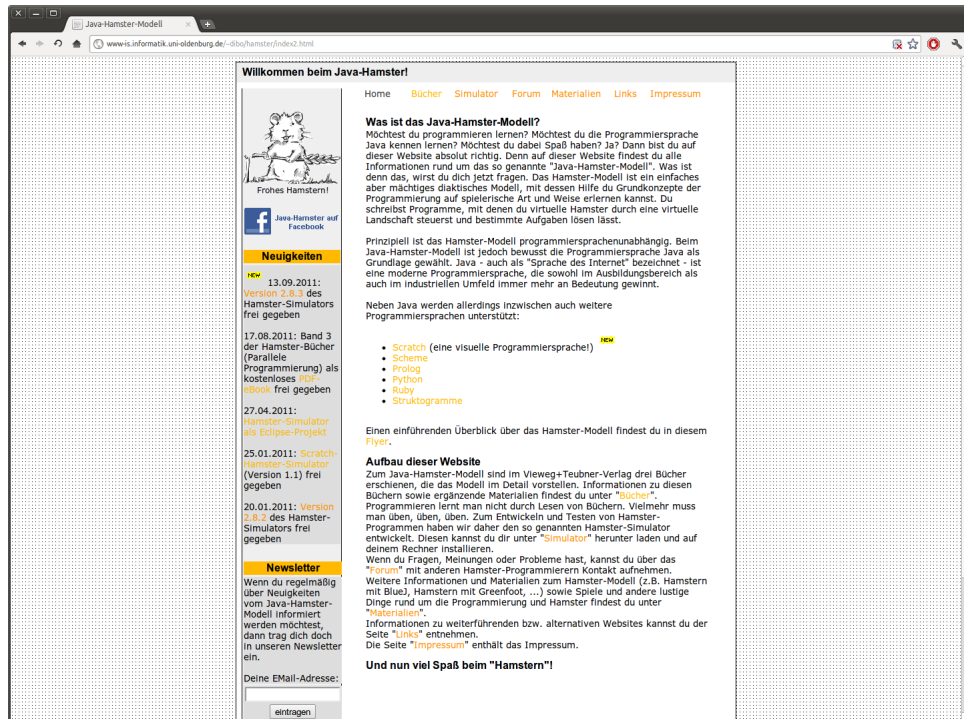 Java-Hamster-Modell
www-is.informatik.uni-oldenburg.de/~dibo/hamster/index2.html
Willkommen beim Java-Hamster!
Home Bücher Simulator Forum Materialien Links Impressum
Frohes Hamstern!
Java-Hamster auf
Facebook
Neuigkeiten
NEW
13.09.2011:
Version 2.8.3 des
Hamster-Simulators
frei gegeben
17.08.2011: Band 3
der Hamster-Bücher
(Parallele
Programmierung) als
kostenloses PDF-
eBook frei gegeben
27.04.2011:
Hamster-Simulator
als Eclipse-Projekt
25.01.2011: Scratch-
Hamster-Simulator
(Version 1.1) frei
gegeben
20.01.2011: Version
2.8.2 des Hamster-
Simulators frei
gegeben
Newsletter
Wenn du regelmäßig
über Neuigkeiten
vom Java-Hamster-
Modell informiert
werden möchtest,
dann trag dich doch
in unseren Newsletter
ein.
Deine EMail-Adresse:
eintragen
Was ist das Java-Hamster-Modell?
Möchtest du programmieren lernen? Möchtest du die Programmiersprache
Java kennen lernen? Möchtest du dabei Spaß haben? Ja? Dann bist du auf
dieser Website absolut richtig. Denn auf dieser Website findest du alle
Informationen rund um das so genannte "Java-Hamster-Modell". Was ist
denn das, wirst du dich jetzt fragen. Das Hamster-Modell ist ein einfaches
aber mächtiges diaktisches Modell, mit dessen Hilfe du Grundkonzepte der
Programmierung auf spielerische Art und Weise erlernen kannst. Du
schreibst Programme, mit denen du virtuelle Hamster durch eine virtuelle
Landschaft steuerst und bestimmte Aufgaben lösen lässt.
Prinzipiell ist das Hamster-Modell programmiersprachenunabhängig. Beim
Java-Hamster-Modell ist jedoch bewusst die Programmiersprache Java als
Grundlage gewählt. Java - auch als "Sprache des Internet" bezeichnet - ist
eine moderne Programmiersprache, die sowohl im Ausbildungsbereich als
auch im industriellen Umfeld immer mehr an Bedeutung gewinnt.
Neben Java werden allerdings inzwischen auch weitere
Programmiersprachen unterstützt:
Scratch (eine visuelle Programmiersprache!) NEW
Scheme
Prolog
Python
Ruby
Struktogramme
Einen einführenden Überblick über das Hamster-Modell findest du in diesem
Flyer.
Aufbau dieser Website
Zum Java-Hamster-Modell sind im Vieweg+Teubner-Verlag drei Bücher
erschienen, die das Modell im Detail vorstellen. Informationen zu diesen
Büchern sowie ergänzende Materialien findest du unter "Bücher".
Programmieren lernt man nicht durch Lesen von Büchern. Vielmehr muss
man üben, üben, üben. Zum Entwickeln und Testen von Hamster-
Programmen haben wir daher den so genannten Hamster-Simulator
entwickelt. Diesen kannst du dir unter "Simulator" herunter laden und auf
deinem Rechner installieren.
Wenn du Fragen, Meinungen oder Probleme hast, kannst du über das
"Forum" mit anderen Hamster-Programmierern Kontakt aufnehmen.
Weitere Informationen und Materialien zum Hamster-Modell (z.B. Hamstern
mit BlueJ, Hamstern mit Greenfoot, ...) sowie Spiele und andere lustige
Dinge rund um die Programmierung und Hamster findest du unter
"Materialien".
Informationen zu weiterführenden bzw. alternativen Websites kannst du der
Seite "Links" entnehmen.
Die Seite "Impressum" enthält das Impressum.
Und nun viel Spaß beim "Hamstern"!